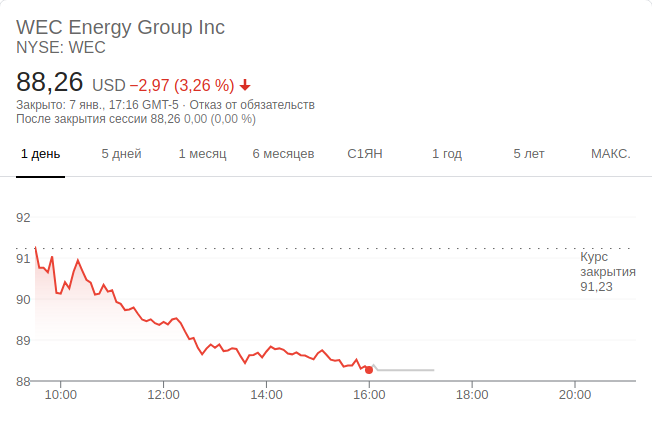 WEC Energy Group Inc
NYSE: WEC
88,26 USD −2,97 (3,26 %)
Закрыто: 7 янв., 17:16 GMT-5 · Отказ от обязательств
После закрытия сессии 88,26 0,00 (0,00 %)
1 день 5 дней 1 месяц 6 месяцев С1ЯН 1 год 5 лет МАКС.
92
91
90
89
88
Курс
закрытия
91,23
10:00 12:00 14:00 16:00 18:00 20:00